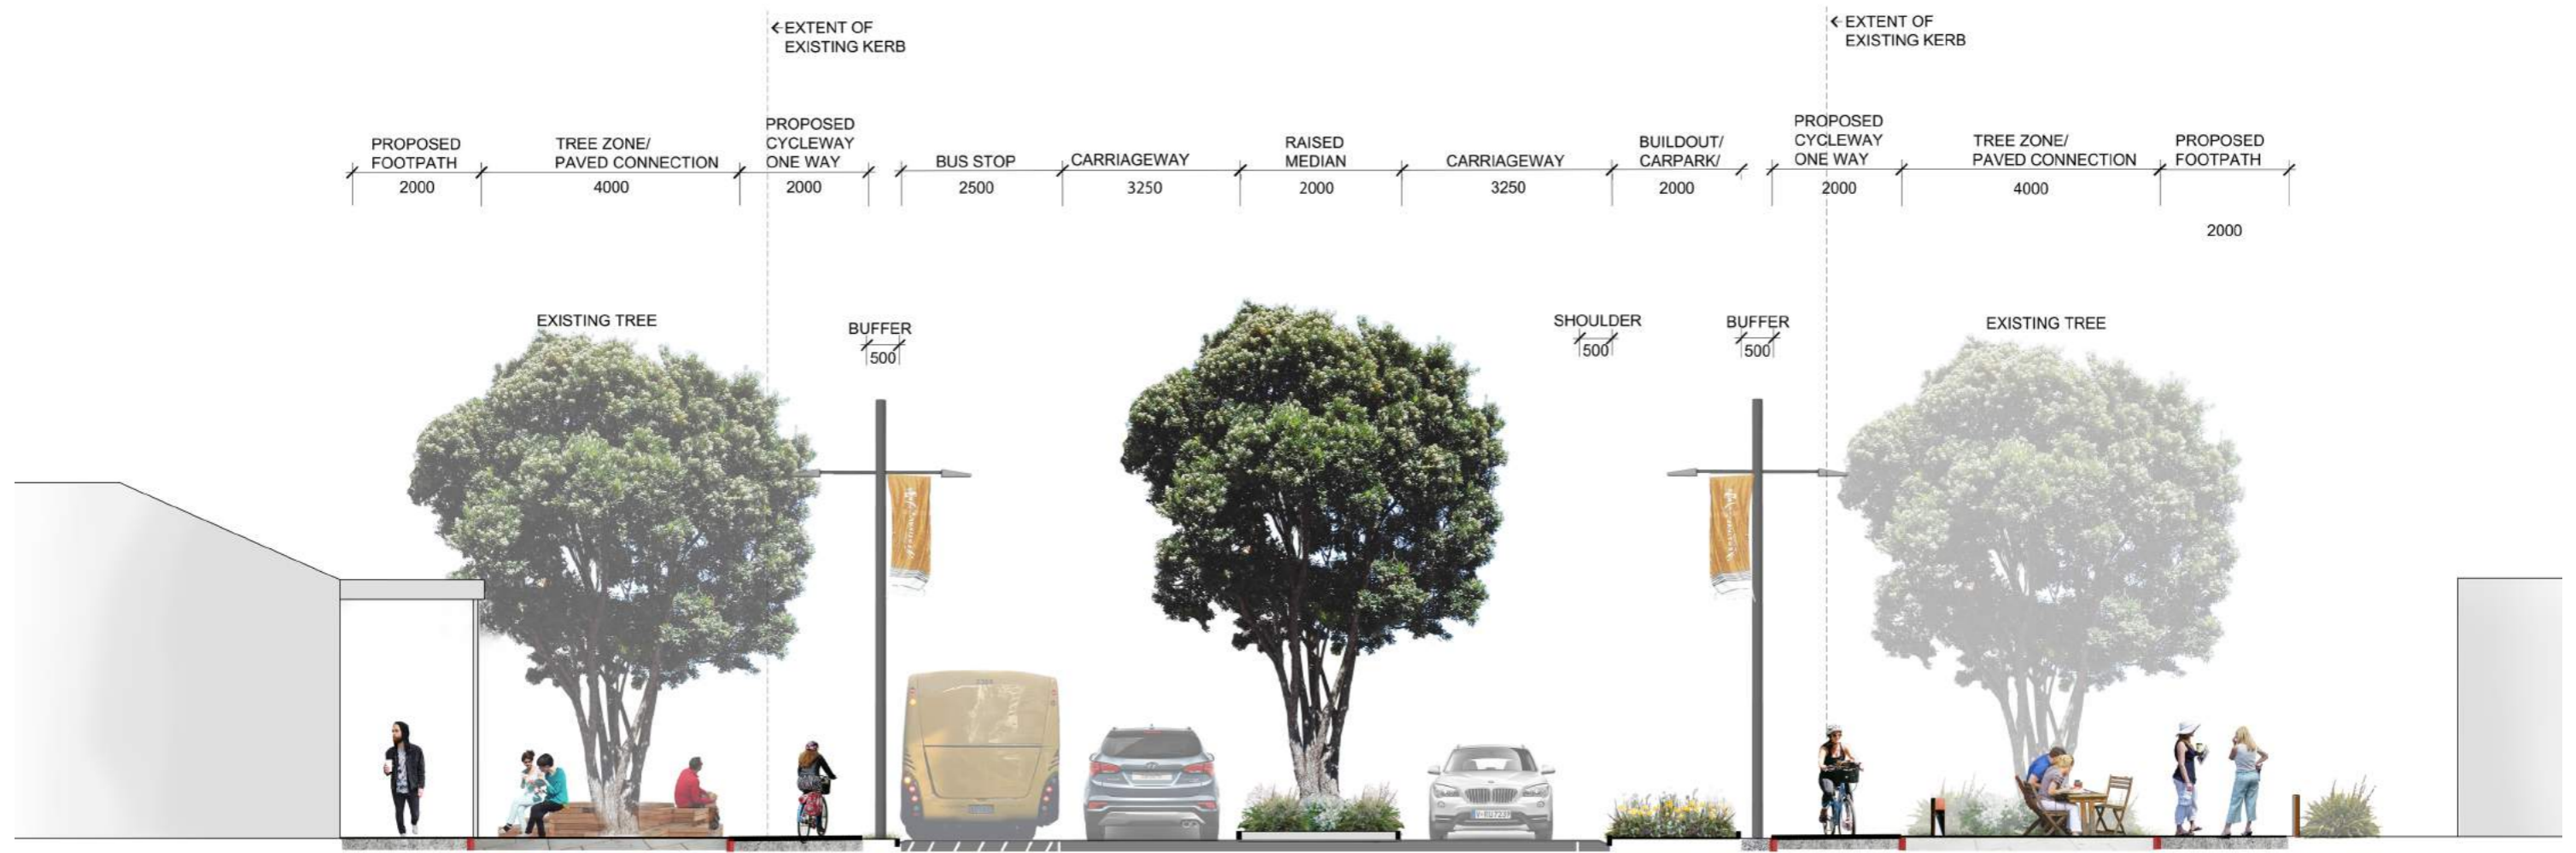 ←EXTENT OF
EXISTING KERB
←EXTENT OF
EXISTING KERB
PROPOSED
FOOTPATH
2000
TREE ZONE/
PAVED CONNECTION
4000
PROPOSED
CYCLEWAY
ONE WAY
2000
BUS STOP
2500
CARRIAGEWAY
3250
RAISED
MEDIAN
2000
CARRIAGEWAY
3250
BUILDOUT/
CARPARK/
2000
PROPOSED
CYCLEWAY
ONE WAY
2000
TREE ZONE/
PAVED CONNECTION
4000
PROPOSED
FOOTPATH
2000
EXISTING TREE
BUFFER
500
SHOULDER
500
BUFFER
500
EXISTING TREE